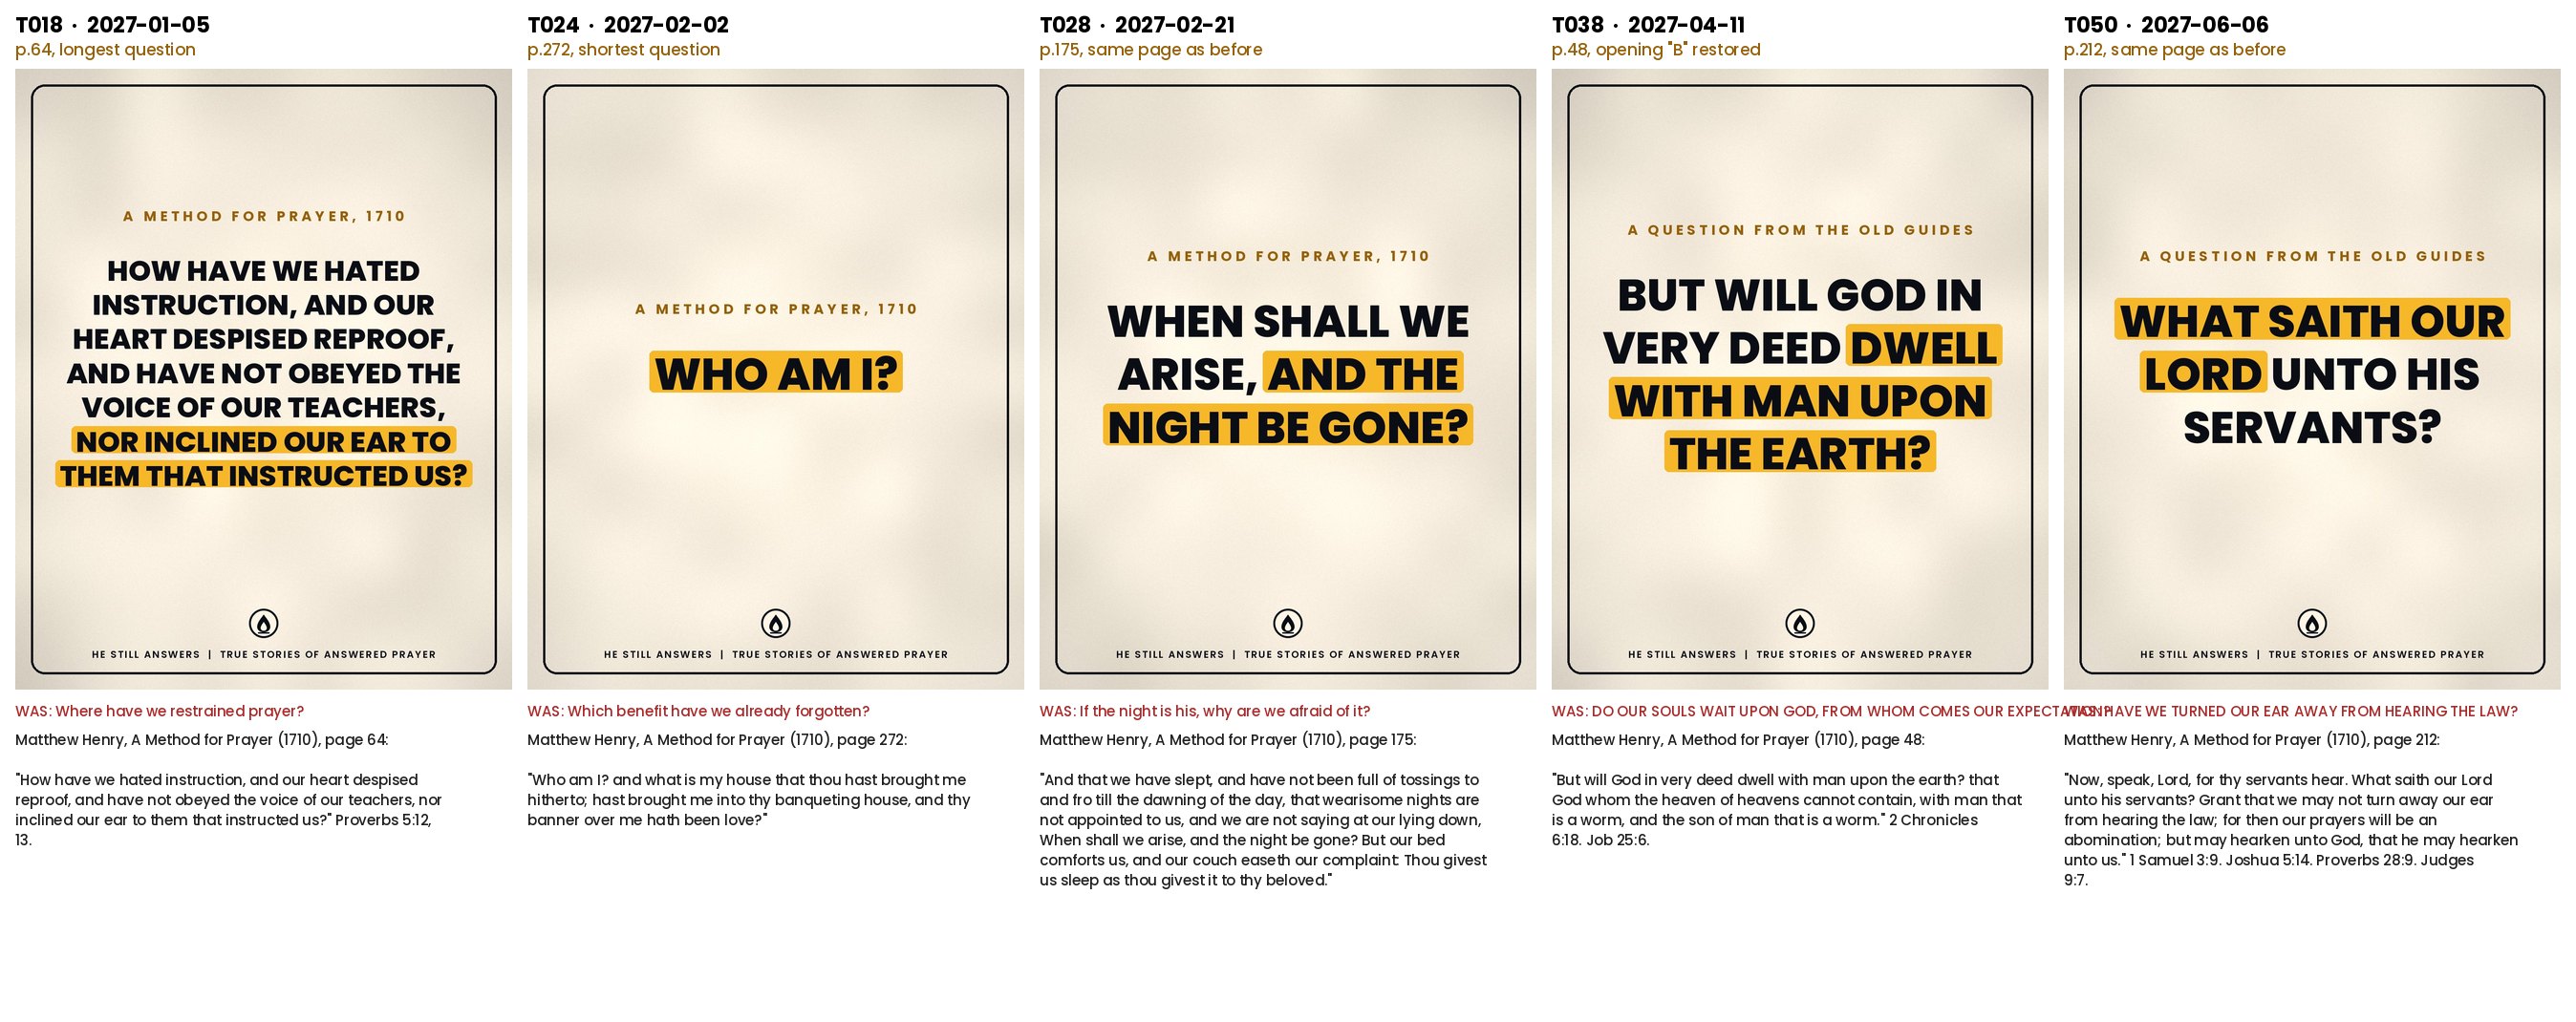 T018 · 2027-01-05
p.64, longest question
A METHOD FOR PRAYER, 1710
HOW HAVE WE HATED
INSTRUCTION, AND OUR
HEART DESPISED REPROOF,
AND HAVE NOT OBEYED THE
VOICE OF OUR TEACHERS,
NOR INCLINED OUR EAR TO
THEM THAT INSTRUCTED US?
HE STILL ANSWERS | TRUE STORIES OF ANSWERED PRAYER
WAS: Where have we restrained prayer?
Matthew Henry, A Method for Prayer (1710), page 64:
"How have we hated instruction, and our heart despised
reproof, and have not obeyed the voice of our teachers, nor
inclined our ear to them that instructed us?" Proverbs 5:12,
13.
T024 · 2027-02-02
p.272, shortest question
A METHOD FOR PRAYER, 1710
WHO AM I?
HE STILL ANSWERS | TRUE STORIES OF ANSWERED PRAYER
WAS: Which benefit have we already forgotten?
Matthew Henry, A Method for Prayer (1710), page 272:
"Who am I? and what is my house that thou hast brought me
hitherto; hast brought me into thy banqueting house, and thy
banner over me hath been love?"
T028 · 2027-02-21
p.175, same page as before
A METHOD FOR PRAYER, 1710
WHEN SHALL WE
ARISE, AND THE
NIGHT BE GONE?
HE STILL ANSWERS | TRUE STORIES OF ANSWERED PRAYER
WAS: If the night is his, why are we afraid of it?
Matthew Henry, A Method for Prayer (1710), page 175:
"And that we have slept, and have not been full of tossings to
and fro till the dawning of the day, that wearisome nights are
not appointed to us, and we are not saying at our lying down,
When shall we arise, and the night be gone? But our bed
comforts us, and our couch easeth our complaint: Thou givest
us sleep as thou givest it to thy beloved."
T038 · 2027-04-11
p.48, opening "B" restored
A QUESTION FROM THE OLD GUIDES
BUT WILL GOD IN
VERY DEED DWELL
WITH MAN UPON
THE EARTH?
HE STILL ANSWERS | TRUE STORIES OF ANSWERED PRAYER
WAS: DO OUR SOULS WAIT UPON GOD, FROM WHOM COMES OUR EXPECTATION?
Matthew Henry, A Method for Prayer (1710), page 48:
"But will God in very deed dwell with man upon the earth? that
God whom the heaven of heavens cannot contain, with man that
is a worm, and the son of man that is a worm." 2 Chronicles
6:18. Job 25:6.
T050 · 2027-06-06
p.212, same page as before
A QUESTION FROM THE OLD GUIDES
WHAT SAITH OUR
LORD UNTO HIS
SERVANTS?
HE STILL ANSWERS | TRUE STORIES OF ANSWERED PRAYER
WAS: HAVE WE TURNED OUR EAR AWAY FROM HEARING THE LAW?
Matthew Henry, A Method for Prayer (1710), page 212:
"Now, speak, Lord, for thy servants hear. What saith our Lord
unto his servants? Grant that we may not turn away our ear
from hearing the law; for then our prayers will be an
abomination; but may hearken unto God, that he may hearken
unto us." 1 Samuel 3:9. Joshua 5:14. Proverbs 28:9. Judges
9:7.